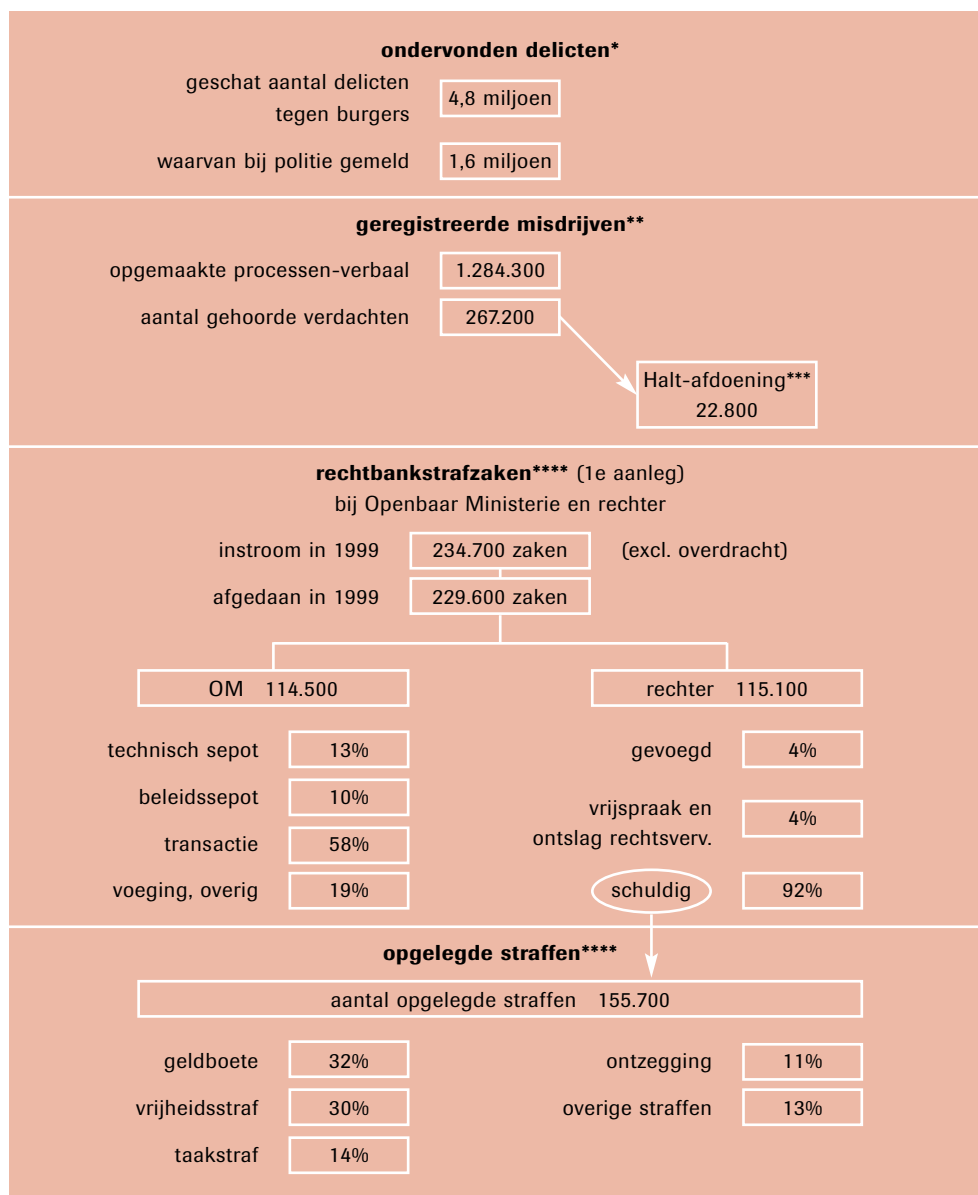 ondervonden delicten*
geschat aantal delicten
tegen burgers
4,8 miljoen
waarvan bij politie gemeld
1,6 miljoen
geregistreerde misdrijven**
opgemaakte processen-verbaal
1.284.300
aantal gehoorde verdachten
267.200
Halt-afdoening***
22.800
rechtbankstrafzaken**** (1e aanleg)
bij Openbaar Ministerie en rechter
instroom in 1999
234.700 zaken
(excl. overdracht)
afgedaan in 1999
229.600 zaken
OM 114.500
technisch sepot
13%
beleidssepot
10%
transactie
58%
voeging, overig
19%
rechter 115.100
gevoegd
4%
vrijspraak en
ontslag rechtsverv.
4%
schuldig
92%
opgelegde straffen****
aantal opgelegde straffen 155.700
geldboete
32%
vrijheidsstraf
30%
taakstraf
14%
ontzegging
11%
overige straffen
13%